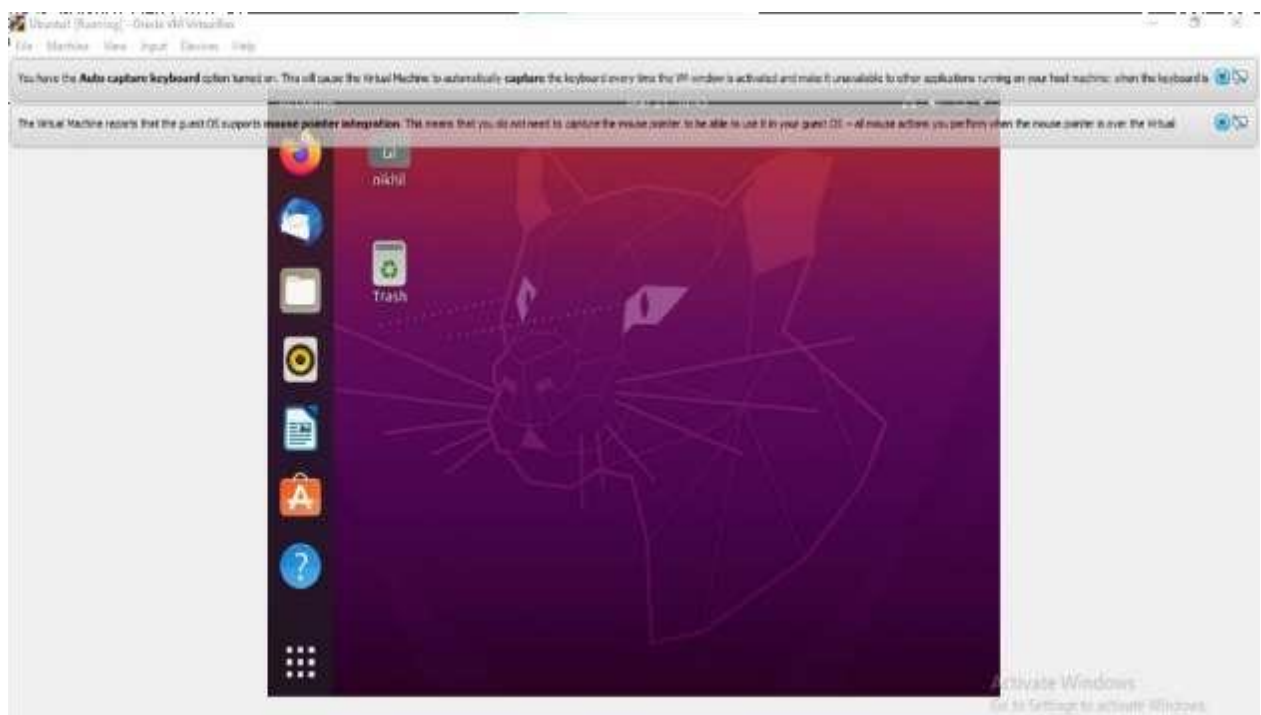 Ubuntu1 [Running] - Oracle VM VirtualBox
File Machine View Input Devices Help
You have the Auto capture keyboard option turned on. This will cause the Virtual Machine to automatically capture the keyboard every time the VM window is activated and make it unavailable to other applications running on your host machine: when the keyboard is
The Virtual Machine reports that the guest OS supports mouse pointer integration. This means that you do not need to capture the mouse pointer to be able to use it in your guest OS -- all mouse actions you perform when the mouse pointer is over the Virtual
nikhil
Trash
Activate Windows
Go to Settings to activate Windows.